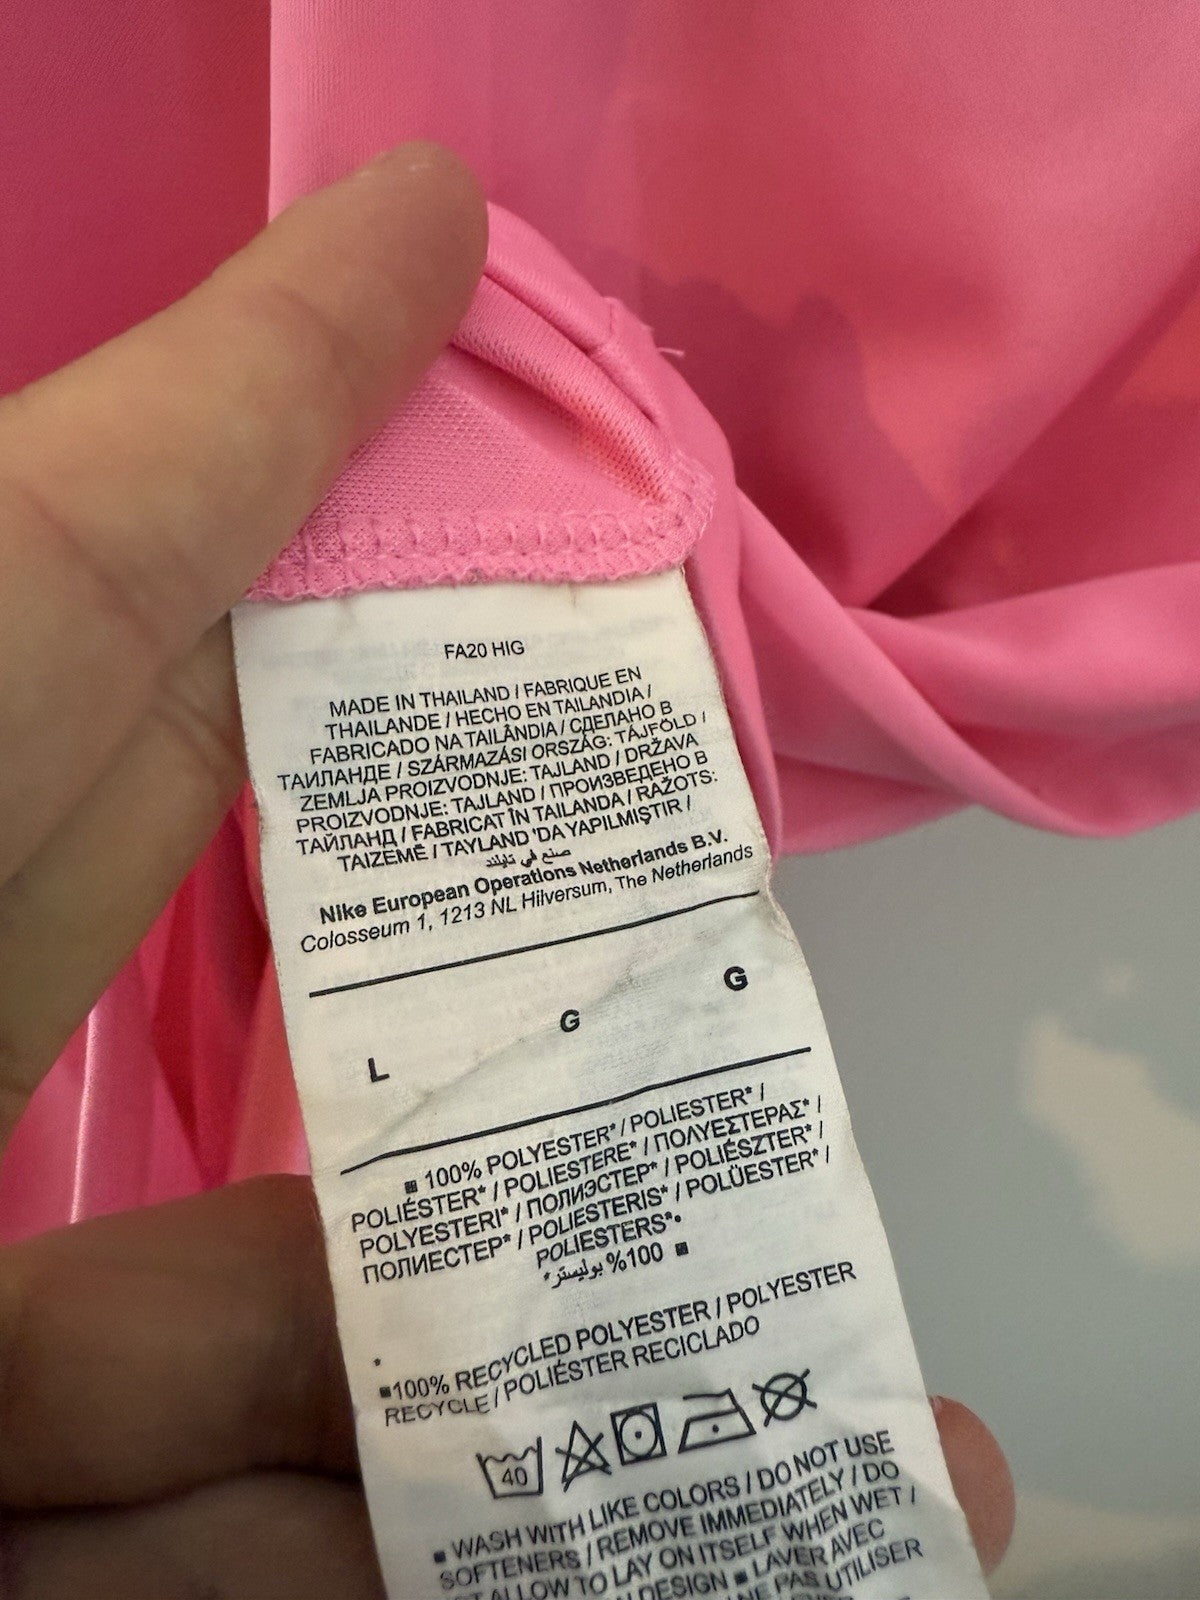 FA20 HIG
MADE IN THAILAND / FABRIQUE EN
THAILANDE / HECHO EN TAILANDIA /
FABRICADO NA TAILÂNDIA / СДЕЛАНО В
ТАИЛАНДЕ / SZÁRMAZÁSI ORSZÁG: TÁJFÖLD /
ZEMLJA PROIZVODNJE: TAJLAND / DRŽAVA
PROIZVODNJE: TAJLAND / ПРОИЗВЕДЕНО В
ТАЙЛАНД / FABRICAT ÎN TAILANDA / RAŽOTS:
TAIZEMĒ / TAYLAND 'DA YAPILMIŞTIR /
صنع في تايلند
Nike European Operations Netherlands B.V.
Colosseum 1, 1213 NL Hilversum, The Netherlands
L G G
100% POLYESTER* / POLIESTER* /
POLIÉSTER* / POLIESTERE* / ΠΟΛΥΕΣΤΕΡΑΣ* /
POLYESTERI* / ПОЛИЭСТЕР* / POLIÉSZTER* /
ПОЛИЕСТЕР* / POLIESTERIS* / POLÜESTER* /
POLIESTERS*
100% بوليستر*
*
100% RECYCLED POLYESTER / POLYESTER
RECYCLE / POLIÉSTER RECICLADO
40
WASH WITH LIKE COLORS / DO NOT USE
SOFTENERS / REMOVE IMMEDIATELY / DO
ALLOW TO LAY ON ITSELF WHEN WET /
DESIGN ▪ LAVER AVEC
NE PAS UTILISER